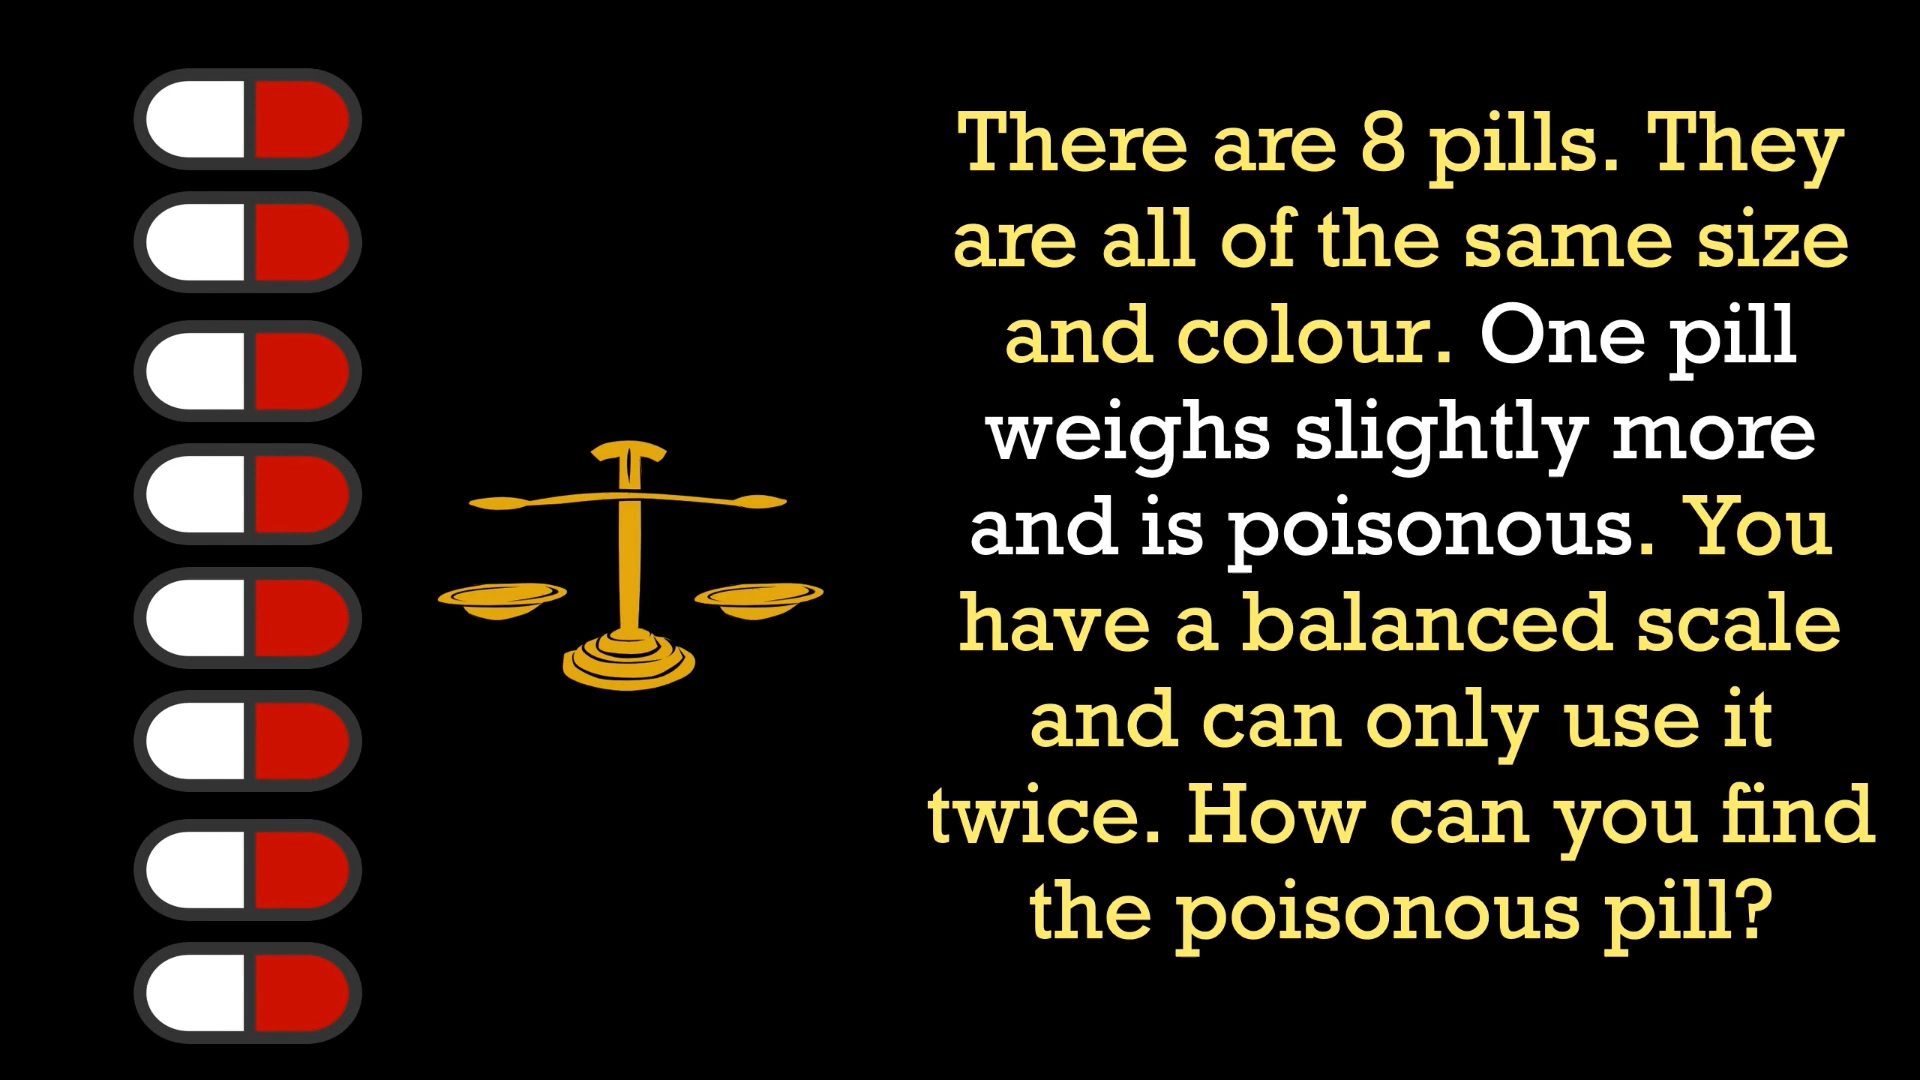 There are 8 pills. They
are all of the same size
and colour. One pill
weighs slightly more
and is poisonous. You
have a balanced scale
and can only use it
twice. How can you find
the poisonous pill?